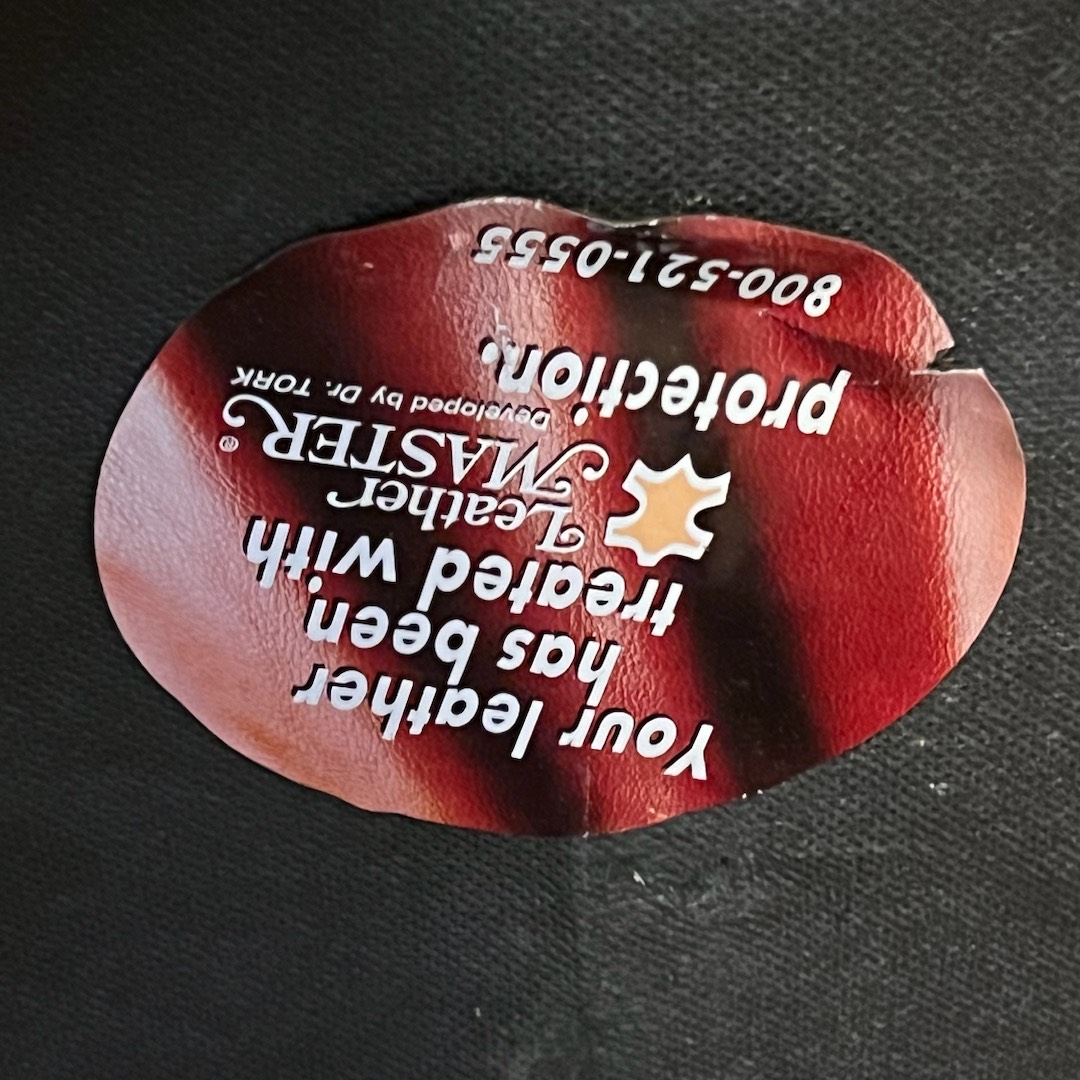 Your leather
has been
treated with
Leather
MASTER®
Developed by Dr. TORK
protection.
800-521-0555